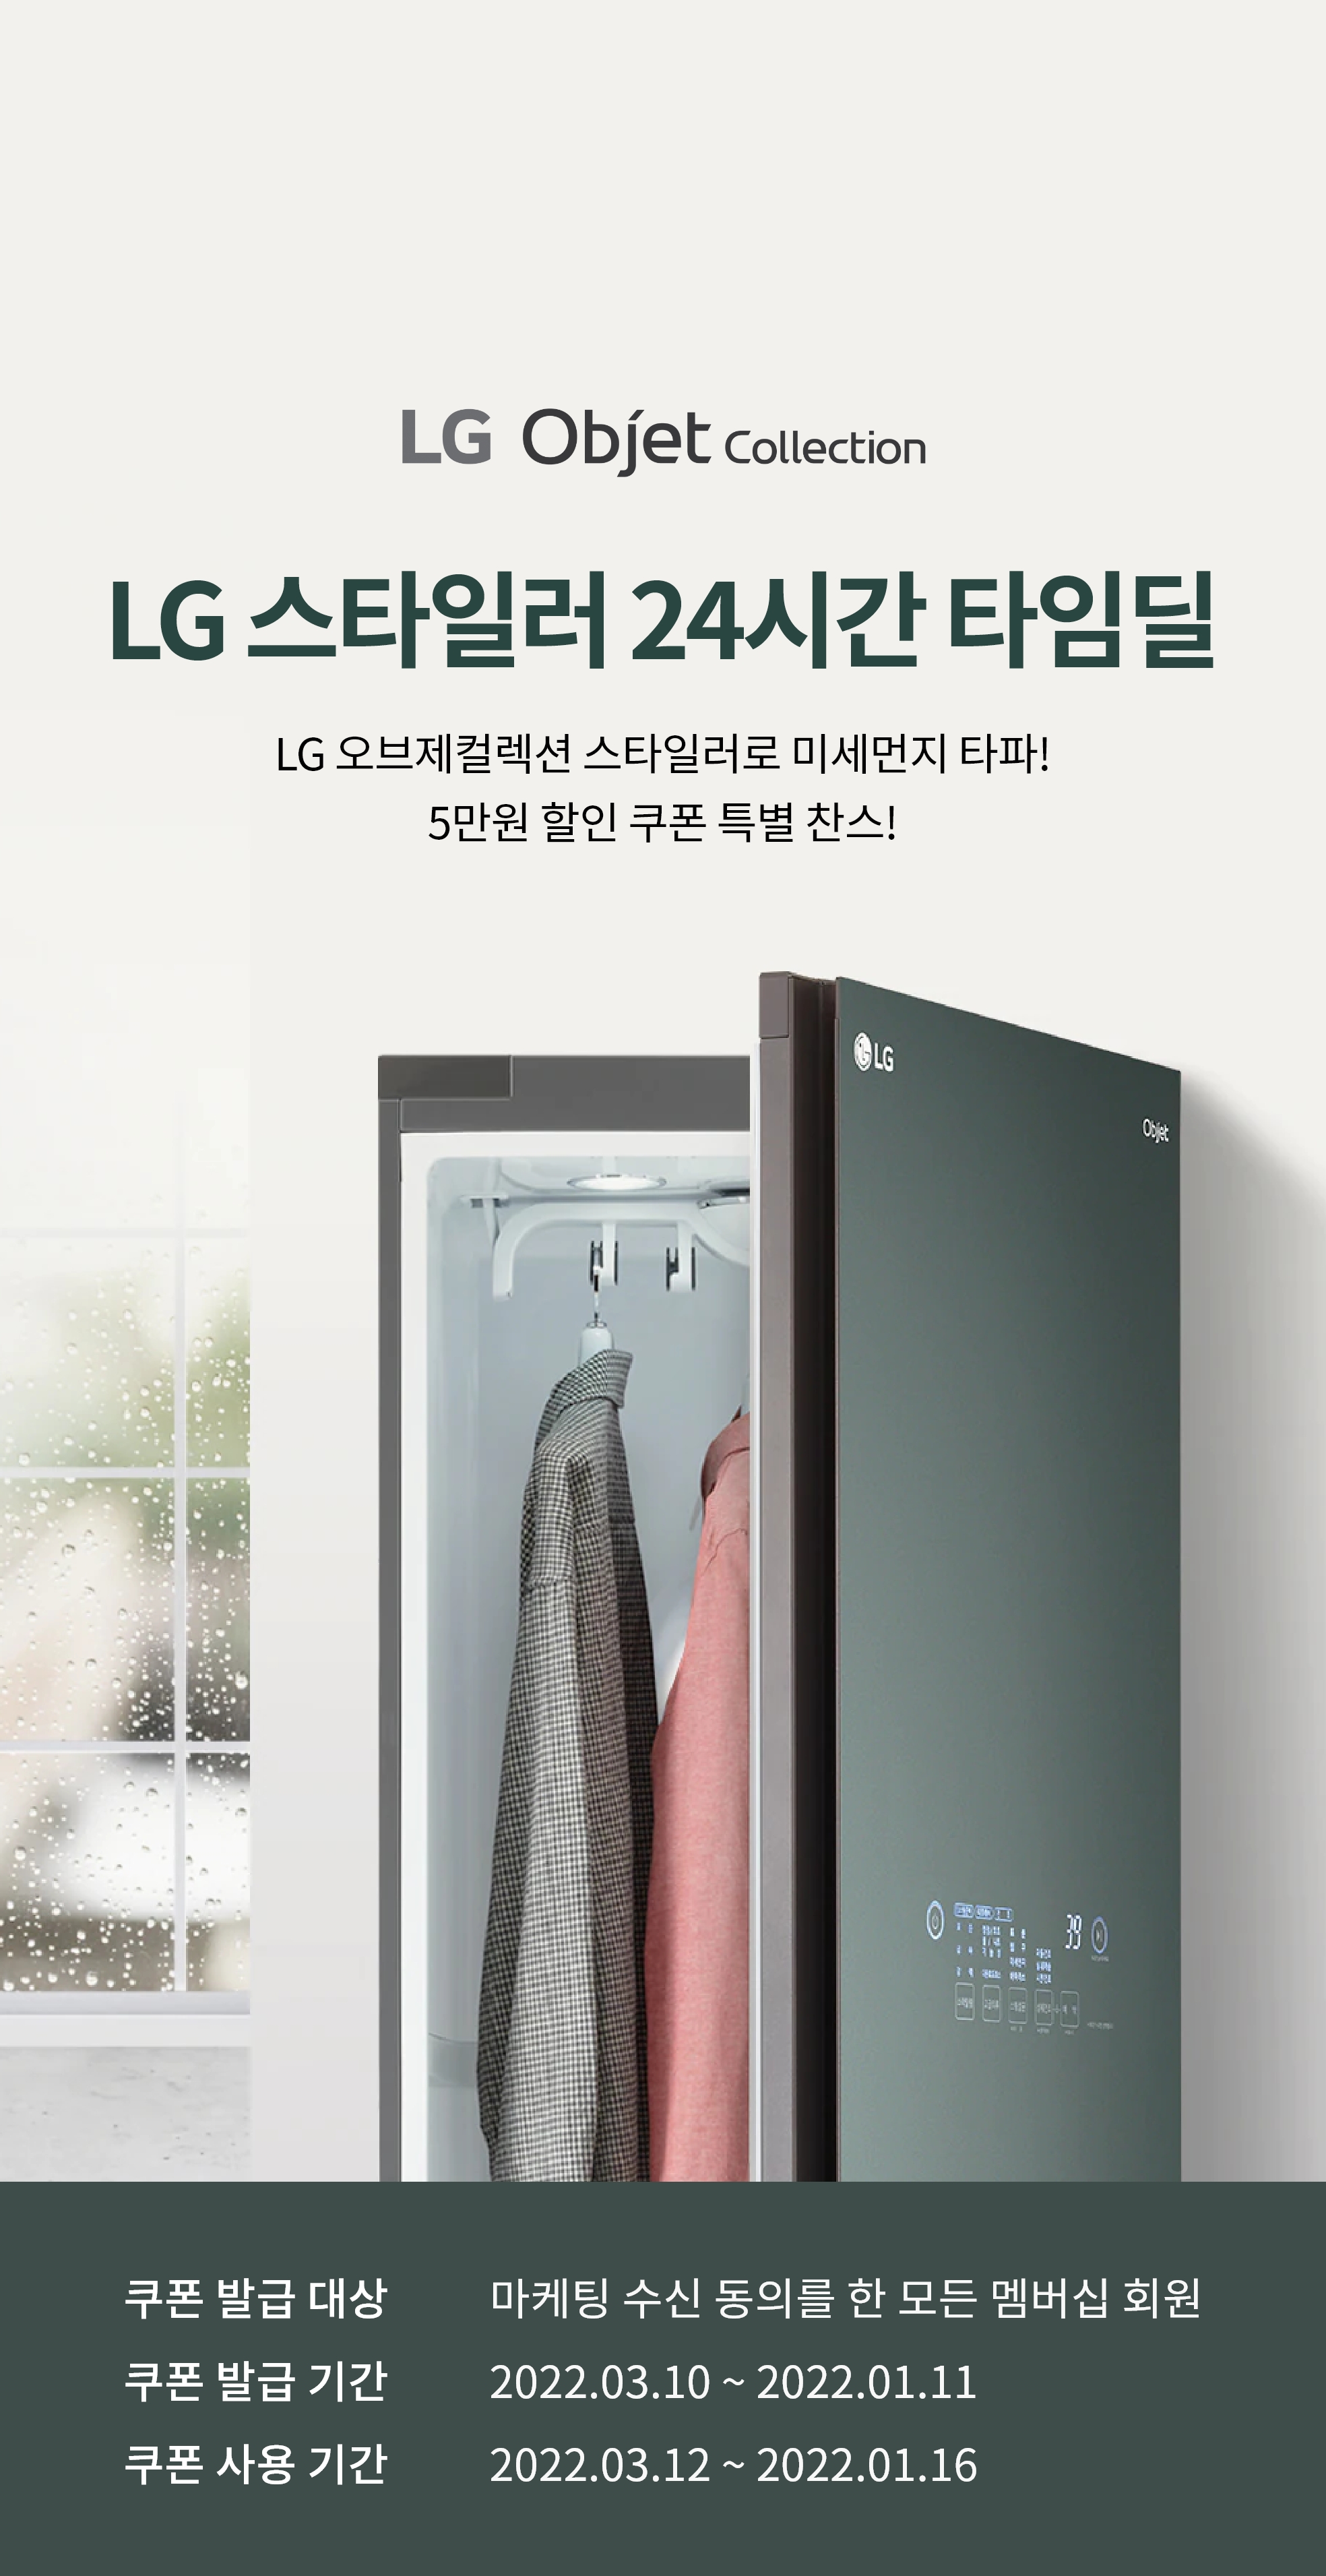 LG Objet Collection
LG 스타일러 24시간 타임딜
LG 오브제컬렉션 스타일러로 미세먼지 타파!
5만원 할인 쿠폰 특별 찬스!
LG
Objet
39
쿠폰 발급 대상 마케팅 수신 동의를 한 모든 멤버십 회원
쿠폰 발급 기간 2022.03.10 ~ 2022.01.11
쿠폰 사용 기간 2022.03.12 ~ 2022.01.16